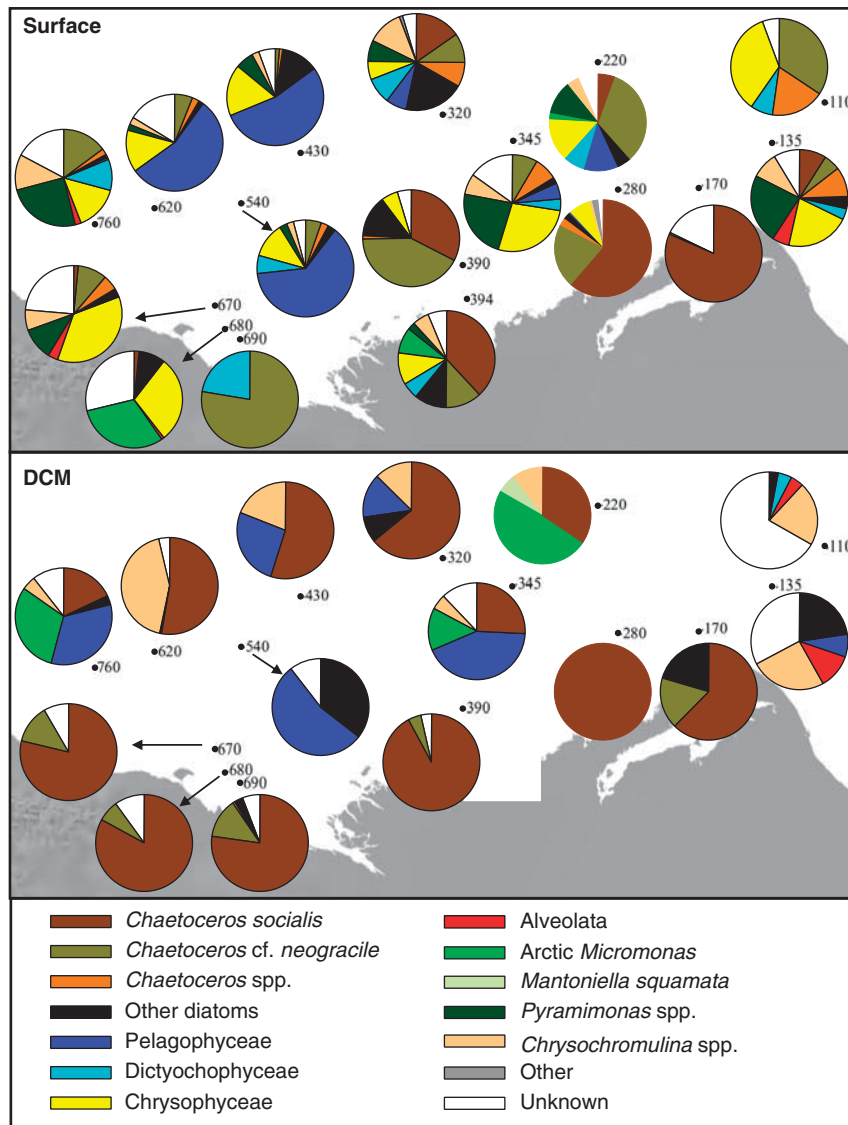 Surface
220
320
430
110
345
135
760
620
540
280
170
390
394
670
680
690
DCM
220
320
110
430
345
135
760
620
540
280
170
390
670
680
690
Chaetoceros socialis
Chaetoceros cf. neogracile
Chaetoceros spp.
Other diatoms
Pelagophyceae
Dictyochophyceae
Chrysophyceae
Alveolata
Arctic Micromonas
Mantoniella squamata
Pyramimonas spp.
Chrysochromulina spp.
Other
Unknown